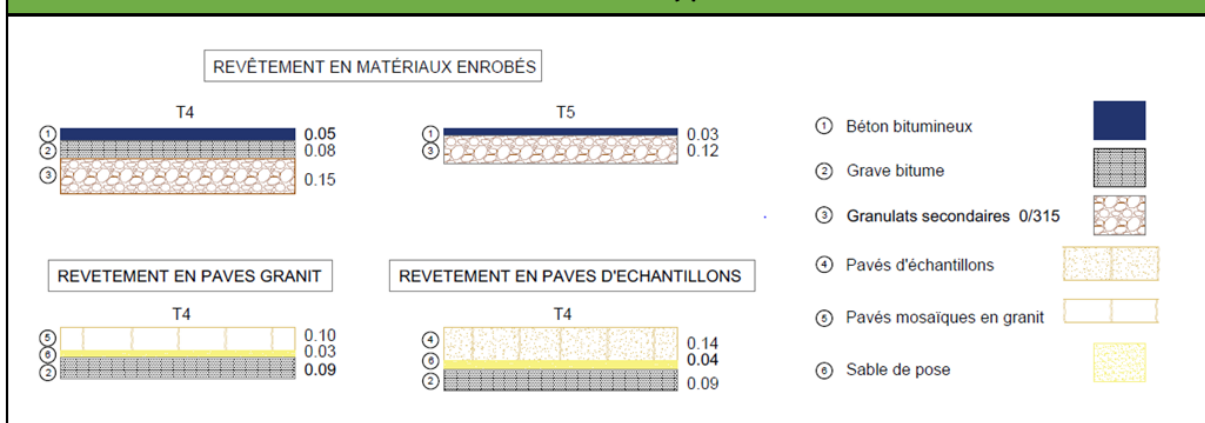 REVÊTEMENT EN MATÉRIAUX ENROBÉS
T4
① 0.05
② 0.08
③ 0.15
T5
① 0.03
③ 0.12
REVETEMENT EN PAVES GRANIT
T4
⑤ 0.10
⑥ 0.03
② 0.09
REVETEMENT EN PAVES D'ECHANTILLONS
T4
④ 0.14
⑥ 0.04
② 0.09
① Béton bitumineux
② Grave bitume
③ Granulats secondaires 0/315
④ Pavés d'échantillons
⑤ Pavés mosaïques en granit
⑥ Sable de pose